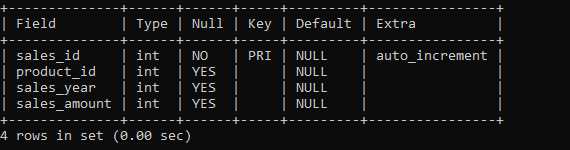 +--------------+------+------+-----+---------+----------------+
| Field        | Type | Null | Key | Default | Extra          |
+--------------+------+------+-----+---------+----------------+
| sales_id     | int  | NO   | PRI | NULL    | auto_increment |
| product_id   | int  | YES  |     | NULL    |                |
| sales_year   | int  | YES  |     | NULL    |                |
| sales_amount | int  | YES  |     | NULL    |                |
+--------------+------+------+-----+---------+----------------+
4 rows in set (0.00 sec)